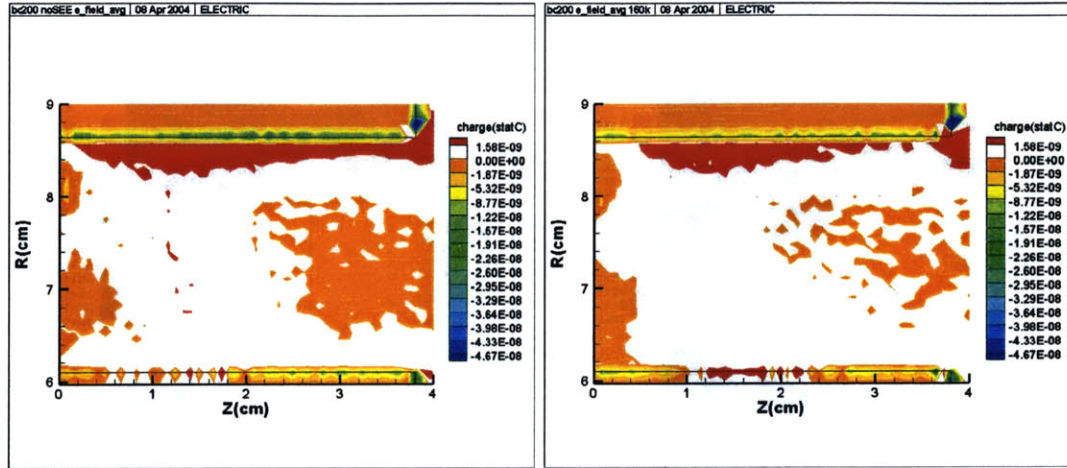 bc200 noSEE e_field_avg | 08 Apr 2004 | ELECTRIC
9
8
7
6
R(cm)
0
1
2
3
4
Z(cm)
charge(statC)
1.58E-09
0.00E+00
-1.87E-09
-5.32E-09
-8.77E-09
-1.22E-08
-1.57E-08
-1.91E-08
-2.26E-08
-2.60E-08
-2.95E-08
-3.29E-08
-3.64E-08
-3.98E-08
-4.33E-08
-4.67E-08
bc200 e_field_avg 160k | 08 Apr 2004 | ELECTRIC
9
8
7
6
R(cm)
0
1
2
3
4
Z(cm)
charge(statC)
1.58E-09
0.00E+00
-1.87E-09
-5.32E-09
-8.77E-09
-1.22E-08
-1.57E-08
-1.91E-08
-2.26E-08
-2.60E-08
-2.95E-08
-3.29E-08
-3.64E-08
-3.98E-08
-4.33E-08
-4.67E-08